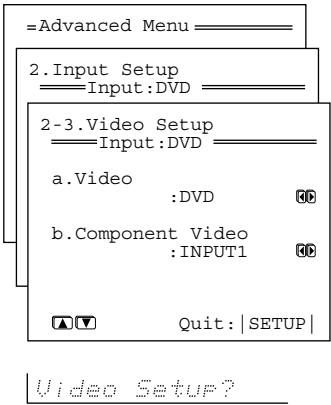 =Advanced Menu
2.Input Setup
Input:DVD
2-3.Video Setup
Input:DVD
a.Video
:DVD
b.Component Video
:INPUT1
Quit:|SETUP|
Video Setup?